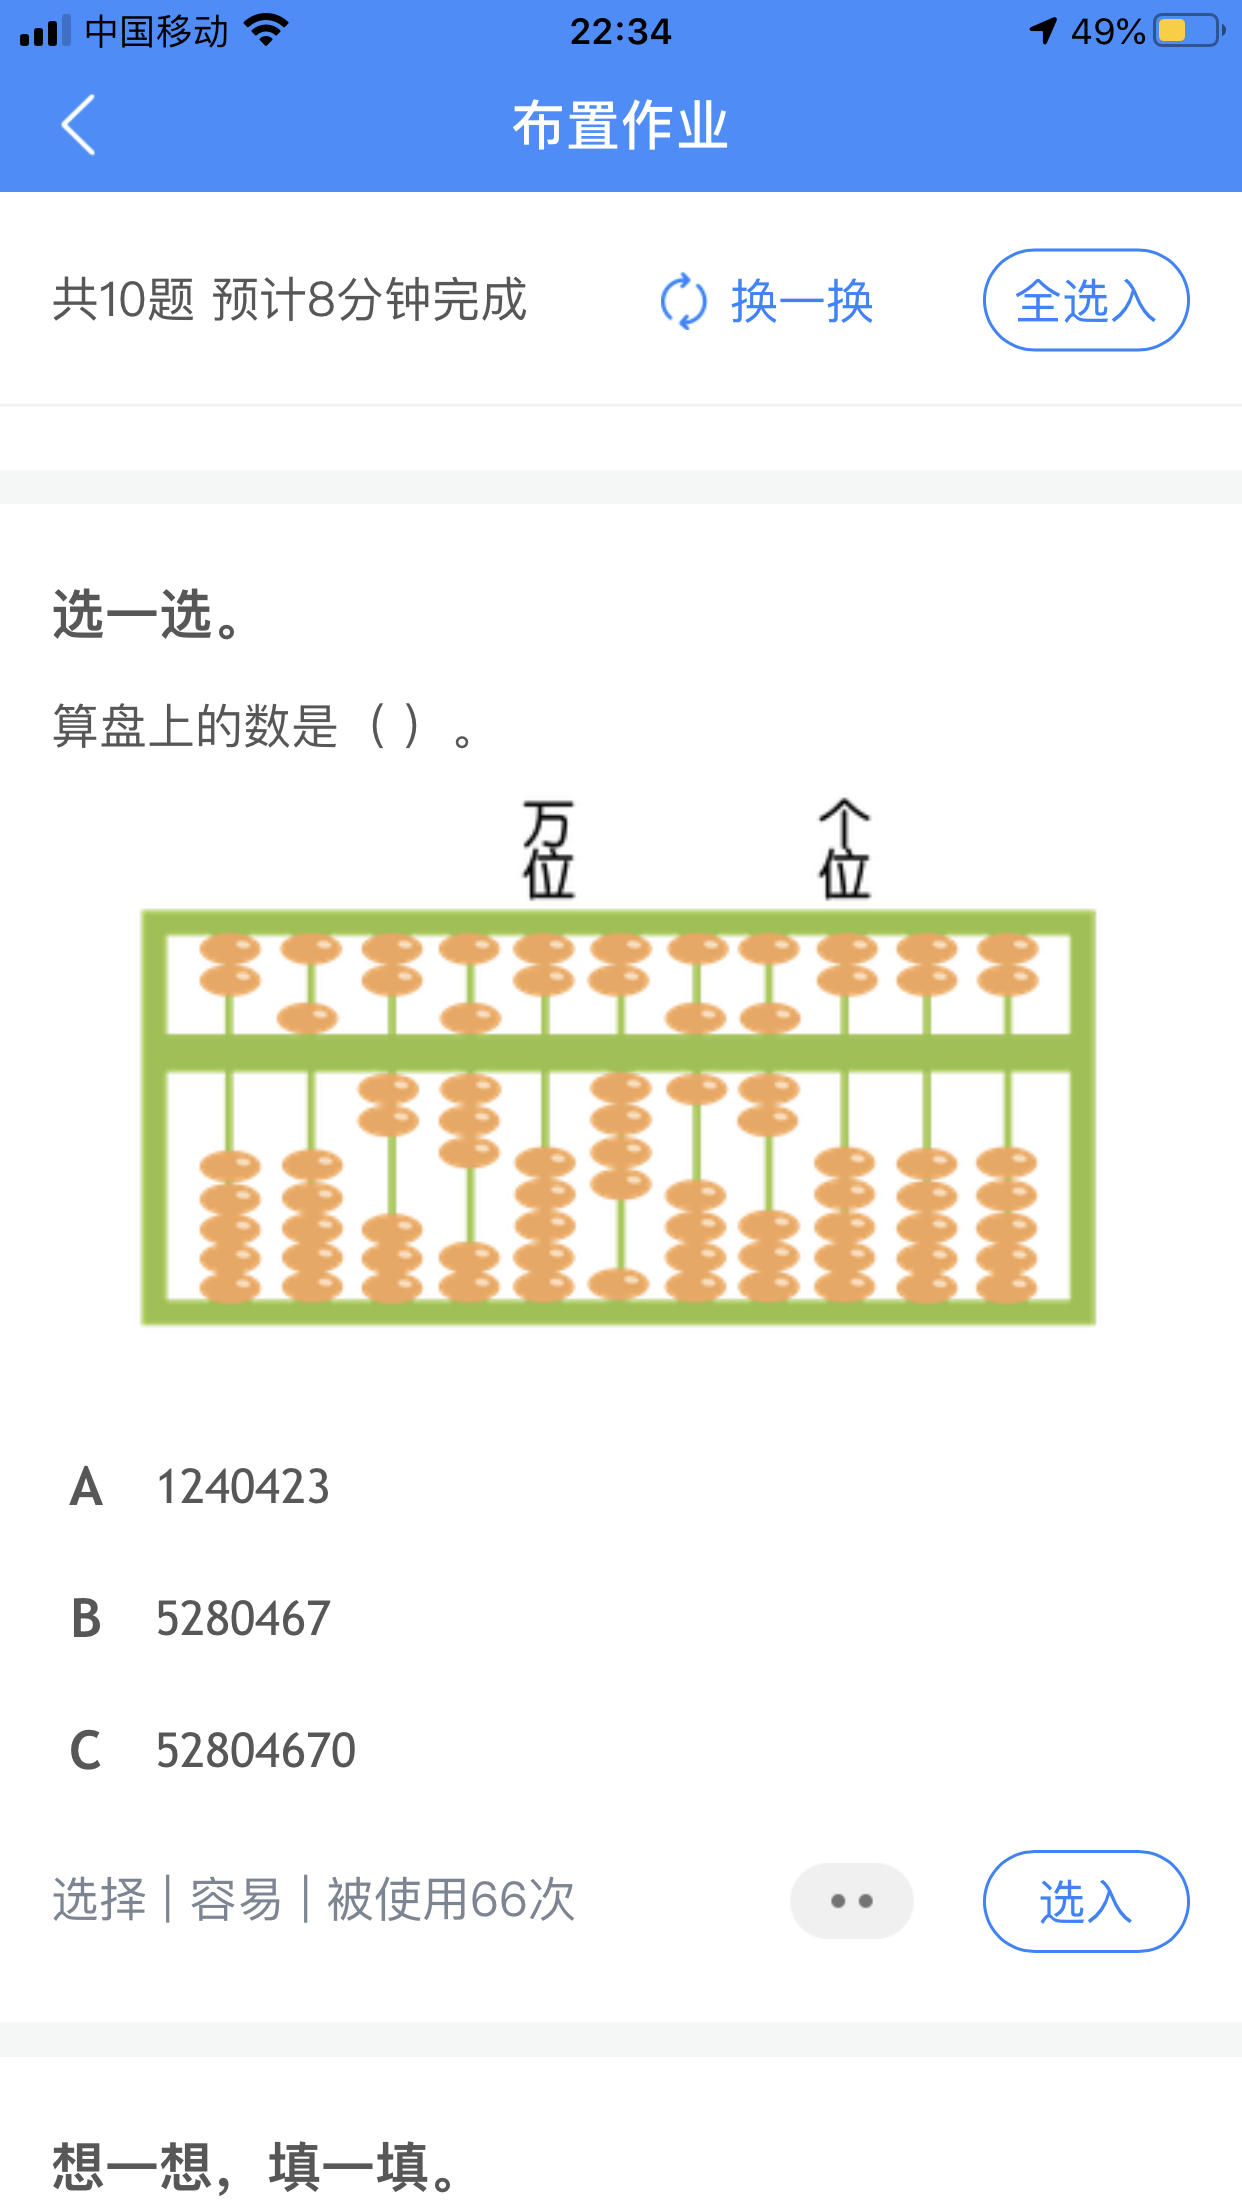 中国移动 22:34 49%
布置作业
共10题 预计8分钟完成 换一换 全选入
选一选。
算盘上的数是（ ）。
万位 个位
A 1240423
B 5280467
C 52804670
选择 | 容易 | 被使用66次 选入
想一想，填一填。